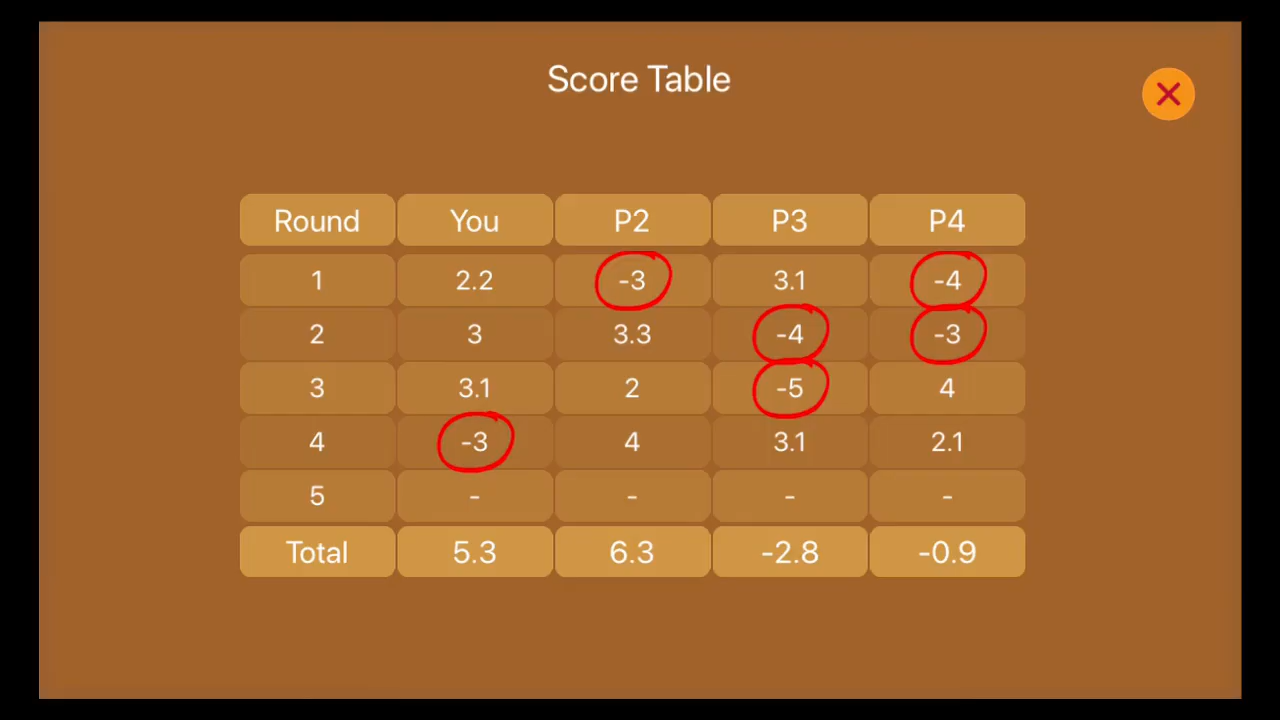 Score Table
Round You P2 P3 P4
1 2.2 -3 3.1 -4
2 3 3.3 -4 -3
3 3.1 2 -5 4
4 -3 4 3.1 2.1
5 - - - -
Total 5.3 6.3 -2.8 -0.9